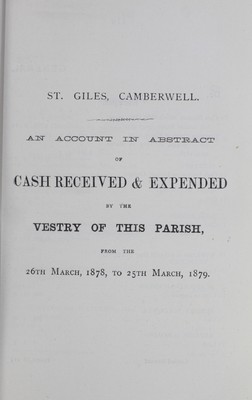 ST. GILES, CAMBERWELL.
AN ACCOUNT IN ABSTRACT
OF
CASH RECEIVED & EXPENDED
BY THE
VESTRY OF THIS PARISH,
FROM THE
26TH MARCH, 1878, TO 25TH MARCH, 1879.